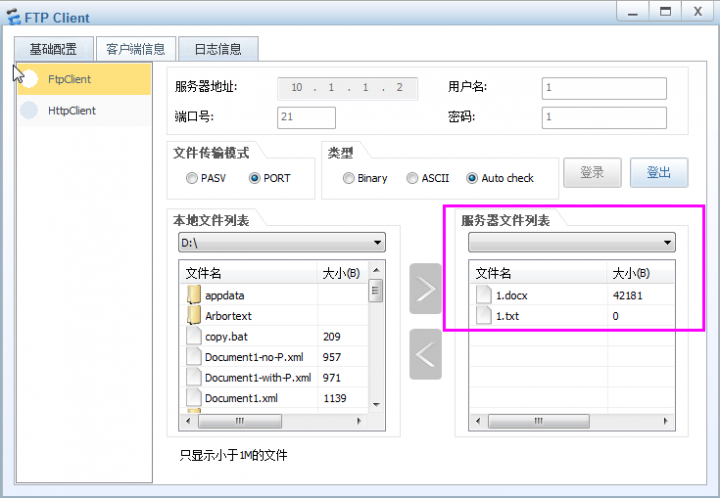 FTP Client
基础配置 客户端信息 日志信息
FtpClient
HttpClient
服务器地址: 10 . 1 . 1 . 2 用户名: 1
端口号: 21 密码: 1
文件传输模式 类型
PASV PORT Binary ASCII Auto check 登录 登出
本地文件列表 服务器文件列表
D:\
文件名 大小(B) 文件名 大小(B)
appdata 1.docx 42181
Arbortext 1.txt 0
copy.bat 209
Document1-no-P.xml 957
Document1-with-P.xml 971
Document1.xml 1139
只显示小于1M的文件